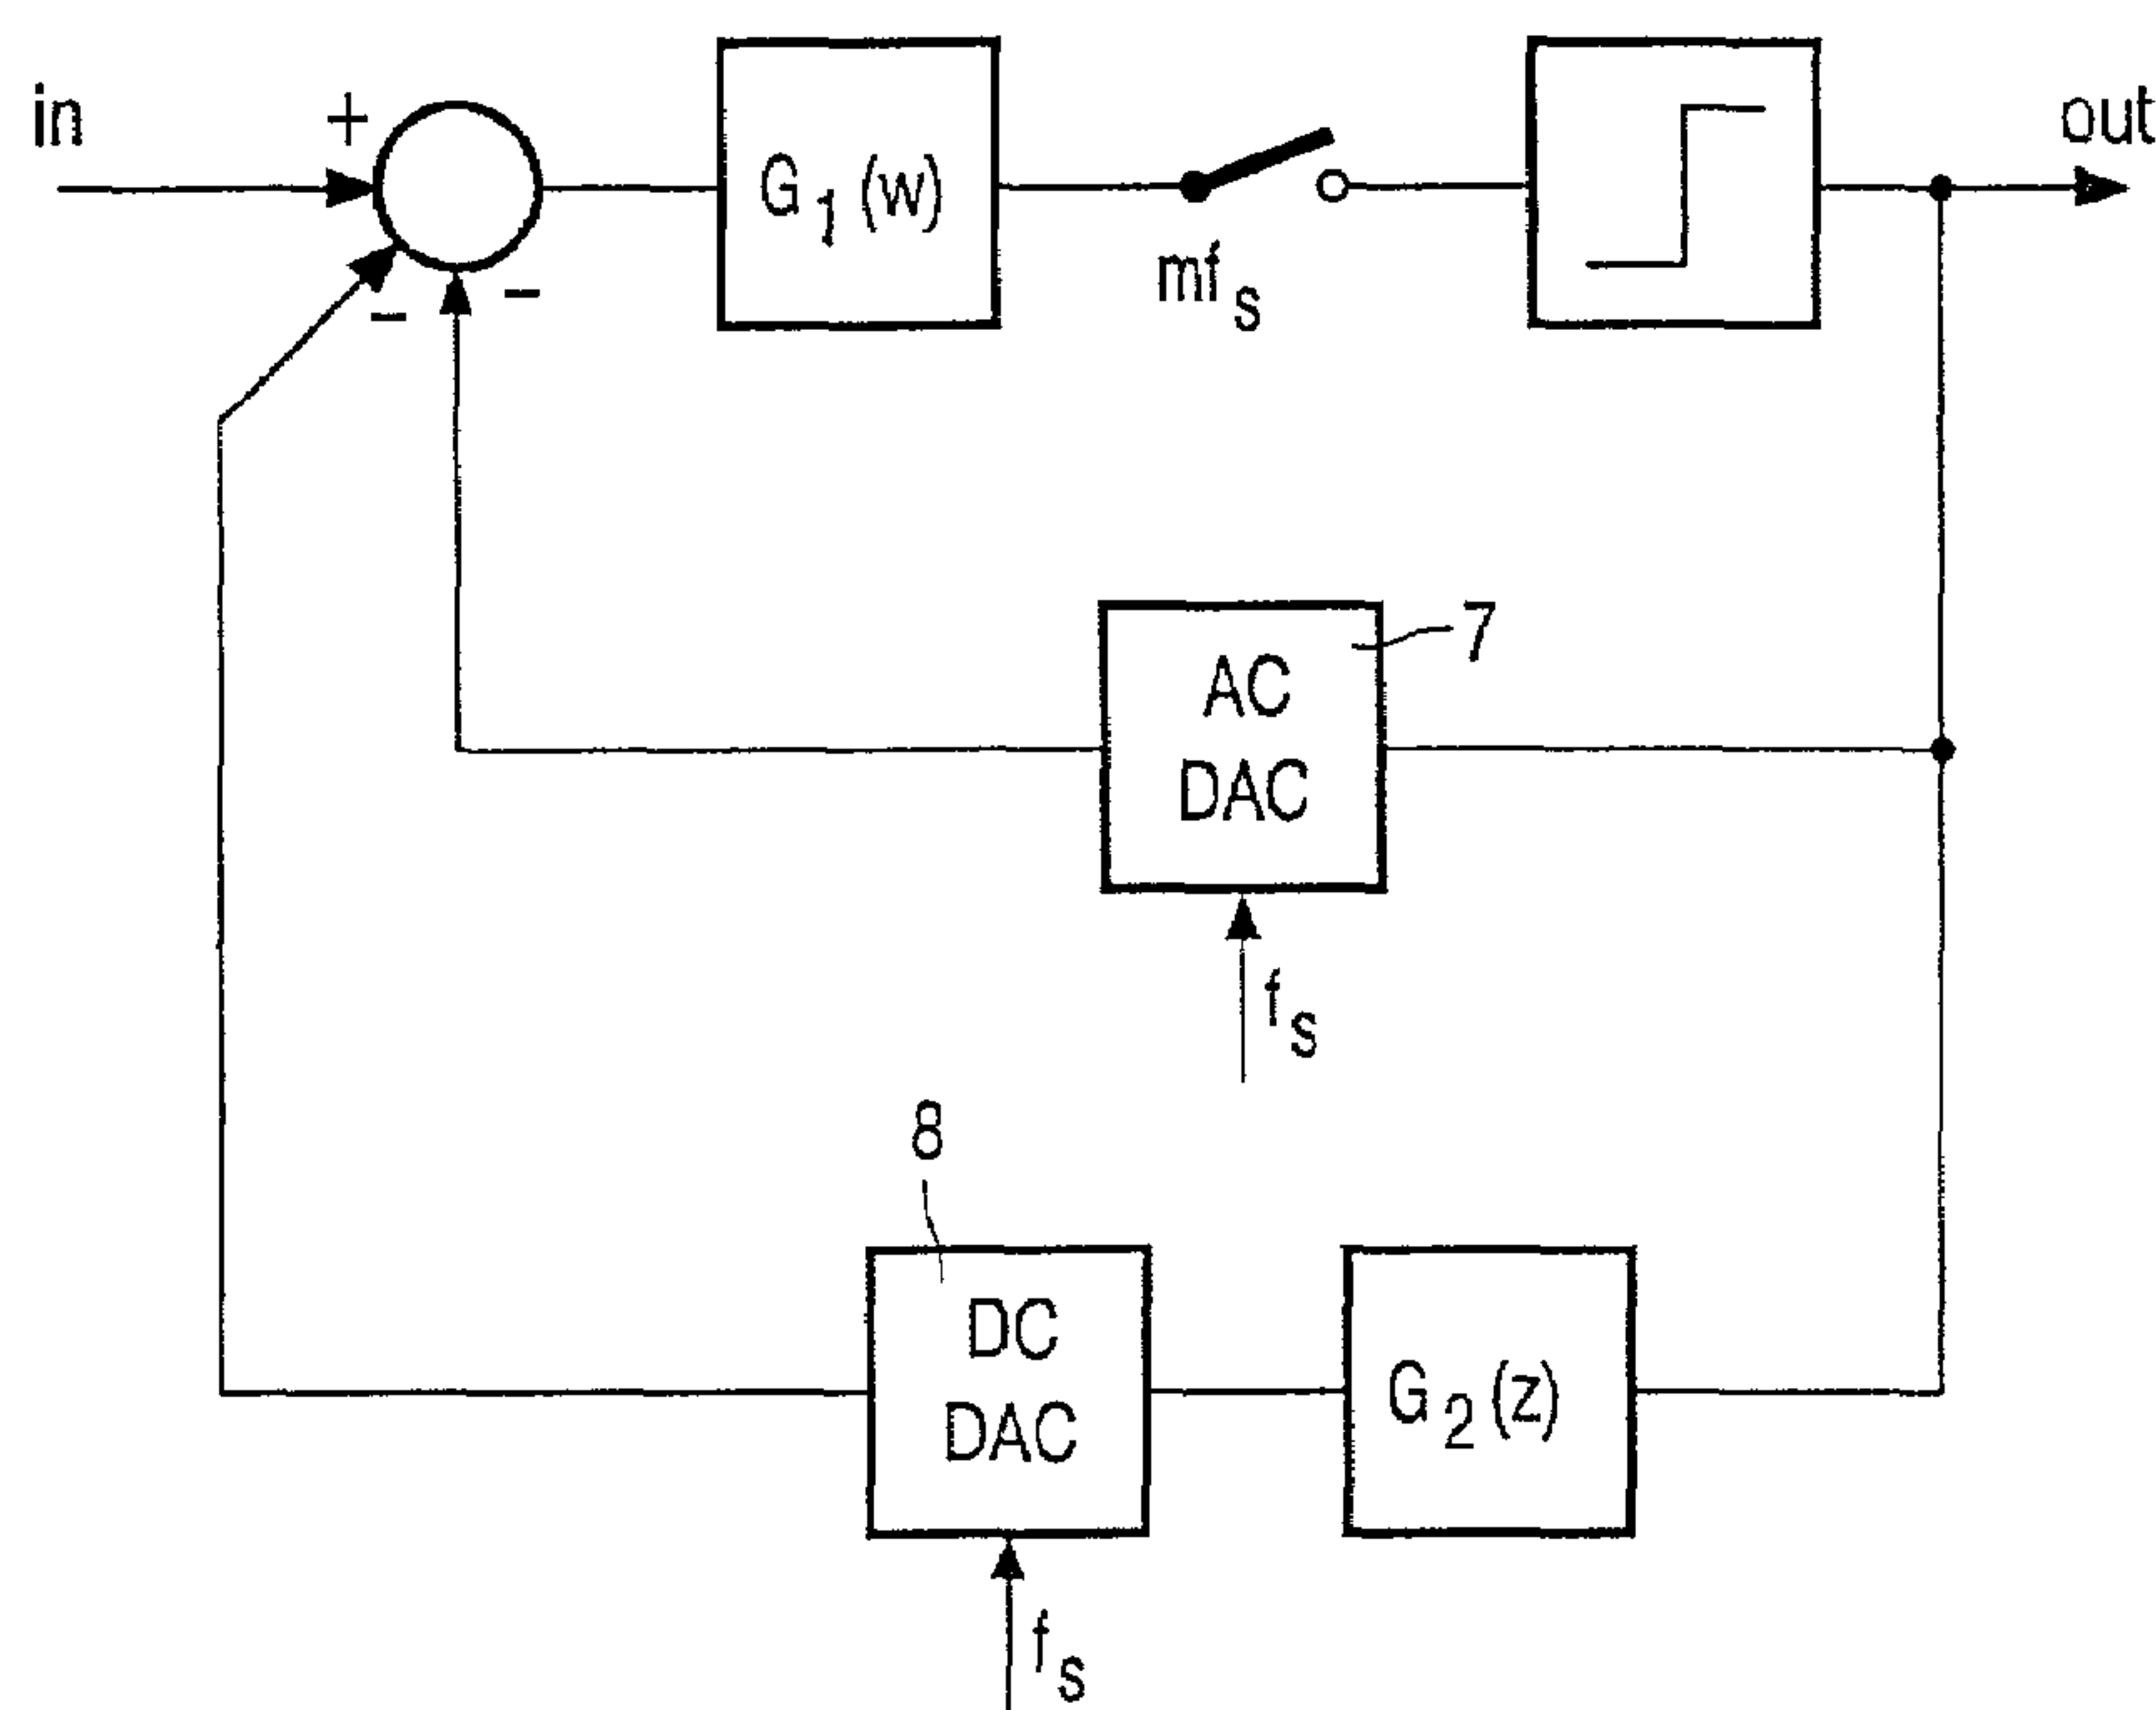 in
+
G1(w)
mfs
out
-
-
AC
DAC
7
fs
8
DC
DAC
G2(z)
fs